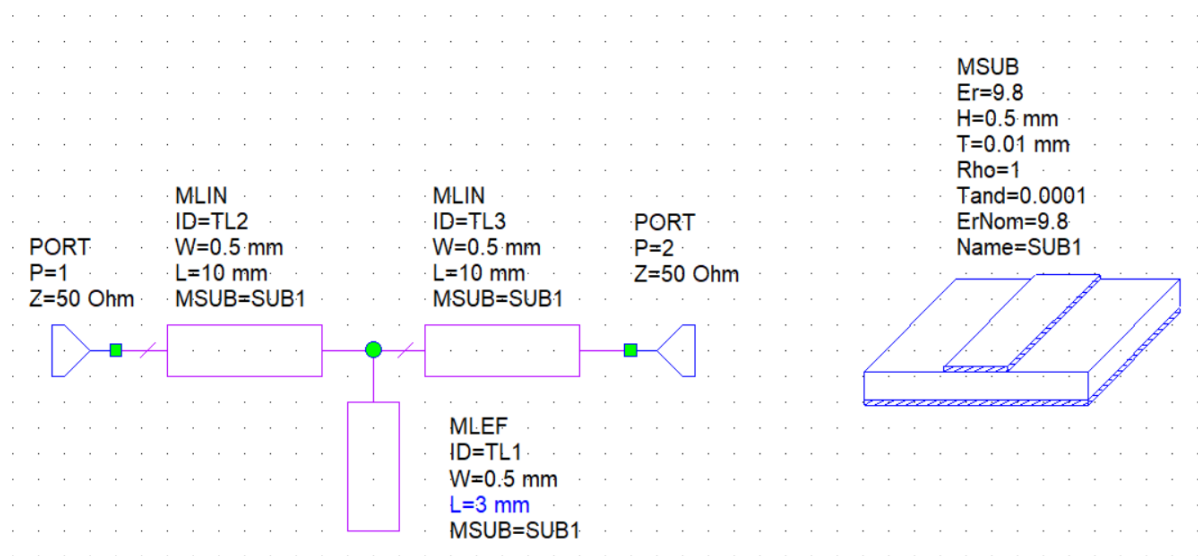 PORT
P=1
Z=50 Ohm
MLIN
ID=TL2
W=0.5 mm
L=10 mm
MSUB=SUB1
MLIN
ID=TL3
W=0.5 mm
L=10 mm
MSUB=SUB1
PORT
P=2
Z=50 Ohm
MLEF
ID=TL1
W=0.5 mm
L=3 mm
MSUB=SUB1
MSUB
Er=9.8
H=0.5 mm
T=0.01 mm
Rho=1
Tand=0.0001
ErNom=9.8
Name=SUB1